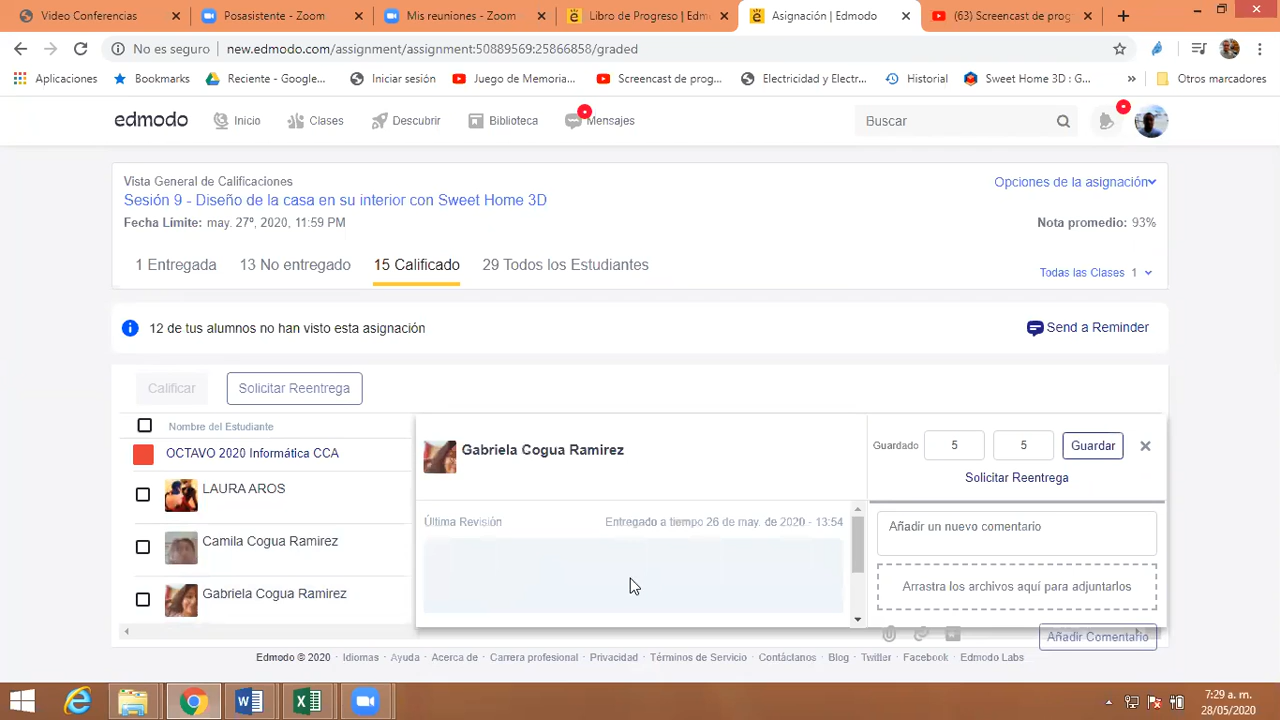 Video Conferencias
Posasistente - Zoom
Mis reuniones - Zoom
Libro de Progreso | Edm
Asignación | Edmodo
(63) Screencast de prog
No es seguro
new.edmodo.com/assignment/assignment:50889569:25866858/graded
Aplicaciones
Bookmarks
Reciente - Google...
Iniciar sesión
Juego de Memoria...
Screencast de prog...
Electricidad y Electr...
Historial
Sweet Home 3D : G...
»
Otros marcadores
edmodo
Inicio
Clases
Descubrir
Biblioteca
Mensajes
Buscar
Vista General de Calificaciones
Opciones de la asignación
Sesión 9 - Diseño de la casa en su interior con Sweet Home 3D
Fecha Límite: may. 27º, 2020, 11:59 PM
Nota promedio: 93%
1 Entregada
13 No entregado
15 Calificado
29 Todos los Estudiantes
Todas las Clases 1
12 de tus alumnos no han visto esta asignación
Send a Reminder
Calificar
Solicitar Reentrega
Nombre del Estudiante
OCTAVO 2020 Informática CCA
LAURA AROS
Camila Cogua Ramirez
Gabriela Cogua Ramirez
Gabriela Cogua Ramirez
Guardado
5
5
Guardar
Solicitar Reentrega
Última Revisión
Entregado a tiempo 26 de may. de 2020 - 13:54
Añadir un nuevo comentario
Arrastra los archivos aquí para adjuntarlos
Añadir Comentario
Edmodo © 2020
Idiomas
Ayuda
Acerca de
Carrera profesional
Privacidad
Términos de Servicio
Contáctanos
Blog
Twitter
Facebook
Edmodo Labs
7:29 a. m.
28/05/2020